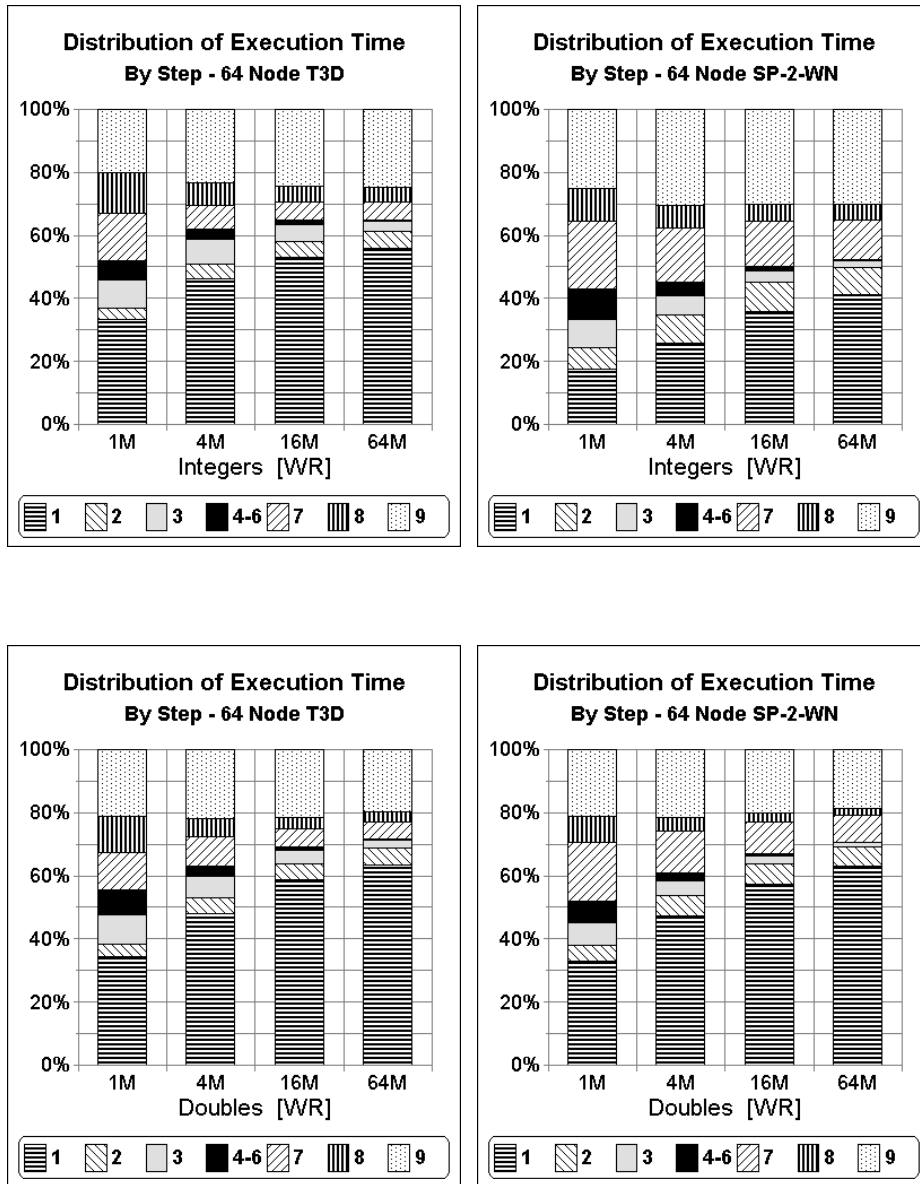 Distribution of Execution Time
By Step - 64 Node T3D
100%
80%
60%
40%
20%
0%
1M 4M 16M 64M
Integers [WR]
1 2 3 4-6 7 8 9
Distribution of Execution Time
By Step - 64 Node SP-2-WN
100%
80%
60%
40%
20%
0%
1M 4M 16M 64M
Integers [WR]
1 2 3 4-6 7 8 9
Distribution of Execution Time
By Step - 64 Node T3D
100%
80%
60%
40%
20%
0%
1M 4M 16M 64M
Doubles [WR]
1 2 3 4-6 7 8 9
Distribution of Execution Time
By Step - 64 Node SP-2-WN
100%
80%
60%
40%
20%
0%
1M 4M 16M 64M
Doubles [WR]
1 2 3 4-6 7 8 9